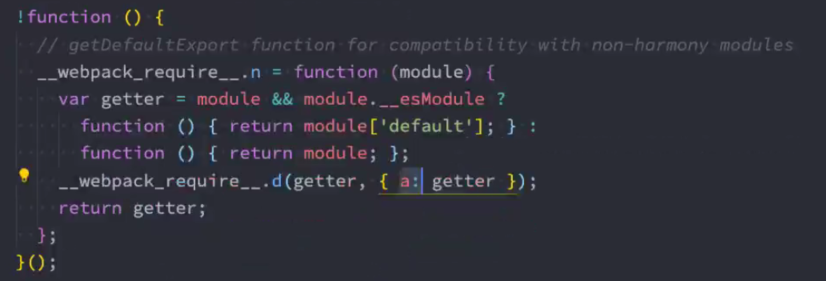 !function () {
// getDefaultExport function for compatibility with non-harmony modules
__webpack_require__.n = function (module) {
var getter = module && module.__esModule ?
function () { return module['default']; } :
function () { return module; };
__webpack_require__.d(getter, { a: getter });
return getter;
};
}();